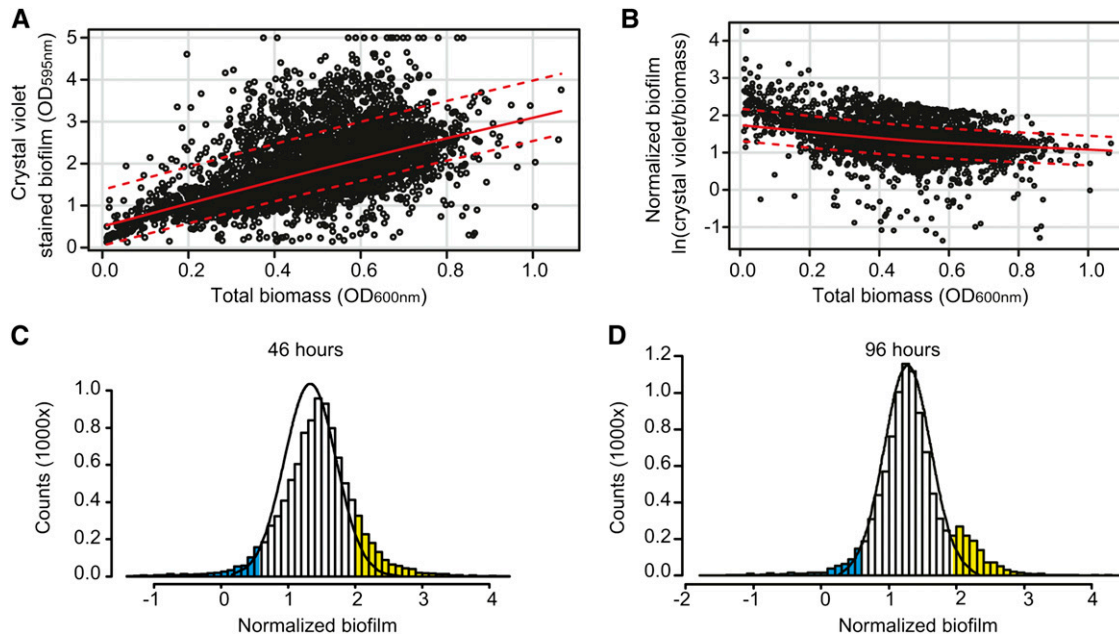 A
Crystal violet
stained biofilm (OD595nm)
5
4
3
2
1
0
0.0 0.2 0.4 0.6 0.8 1.0
Total biomass (OD600nm)
B
Normalized biofilm
ln(crystal violet/biomass)
4
3
2
1
0
-1
0.0 0.2 0.4 0.6 0.8 1.0
Total biomass (OD600nm)
C
46 hours
Counts (1000x)
1.0
0.8
0.6
0.4
0.2
0.0
-1 0 1 2 3 4
Normalized biofilm
D
96 hours
Counts (1000x)
1.2
1.0
0.8
0.6
0.4
0.2
0.0
-2 -1 0 1 2 3 4
Normalized biofilm